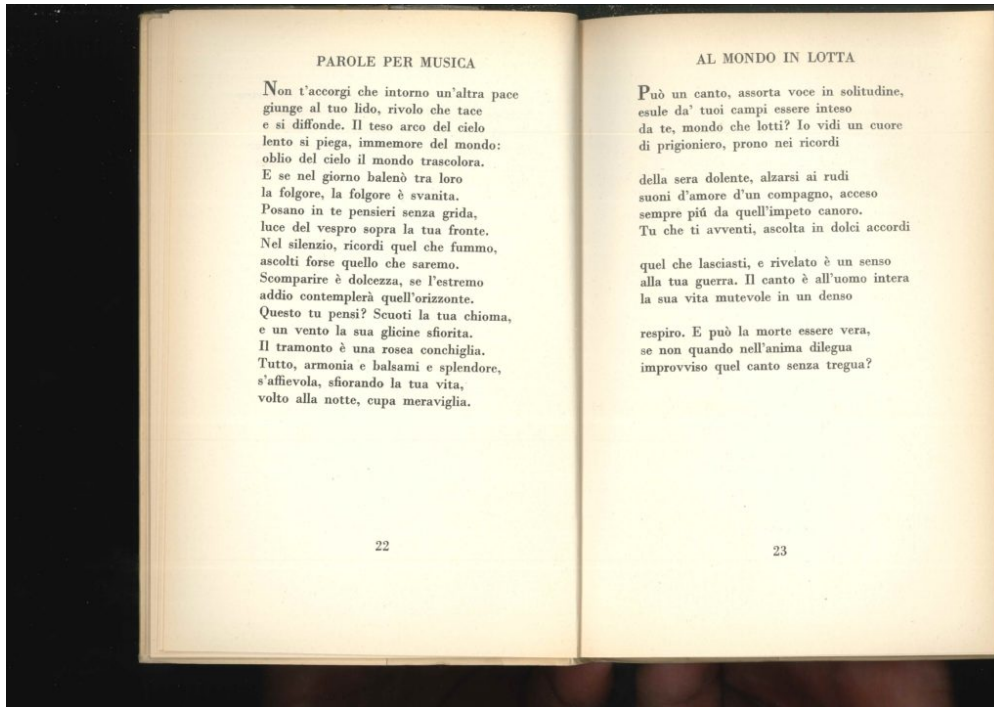 PAROLE PER MUSICA
Non t'accorgi che intorno un'altra pace
giunge al tuo lido, rivolo che tace
e si diffonde. Il teso arco del cielo
lento si piega, immemore del mondo:
oblio del cielo il mondo trascolora.
E se nel giorno balenò tra loro
la folgore, la folgore è svanita.
Posano in te pensieri senza grida,
luce del vespro sopra la tua fronte.
Nel silenzio, ricordi quel che fummo,
ascolti forse quello che saremo.
Scomparire è dolcezza, se l'estremo
addio contemplerà quell'orizzonte.
Questo tu pensi? Scuoti la tua chioma,
e un vento la sua glicine sfiorita.
Il tramonto è una rosea conchiglia.
Tutto, armonia e balsami e splendore,
s'affievola, sfiorando la tua vita,
volto alla notte, cupa meraviglia.
22
AL MONDO IN LOTTA
Può un canto, assorta voce in solitudine,
esule da' tuoi campi essere inteso
da te, mondo che lotti? Io vidi un cuore
di prigioniero, prono nei ricordi
della sera dolente, alzarsi ai rudi
suoni d'amore d'un compagno, acceso
sempre piú da quell'impeto canoro.
Tu che ti avventi, ascolta in dolci accordi
quel che lasciasti, e rivelato è un senso
alla tua guerra. Il canto è all'uomo intera
la sua vita mutevole in un denso
respiro. E può la morte essere vera,
se non quando nell'anima dilegua
improvviso quel canto senza tregua?
23